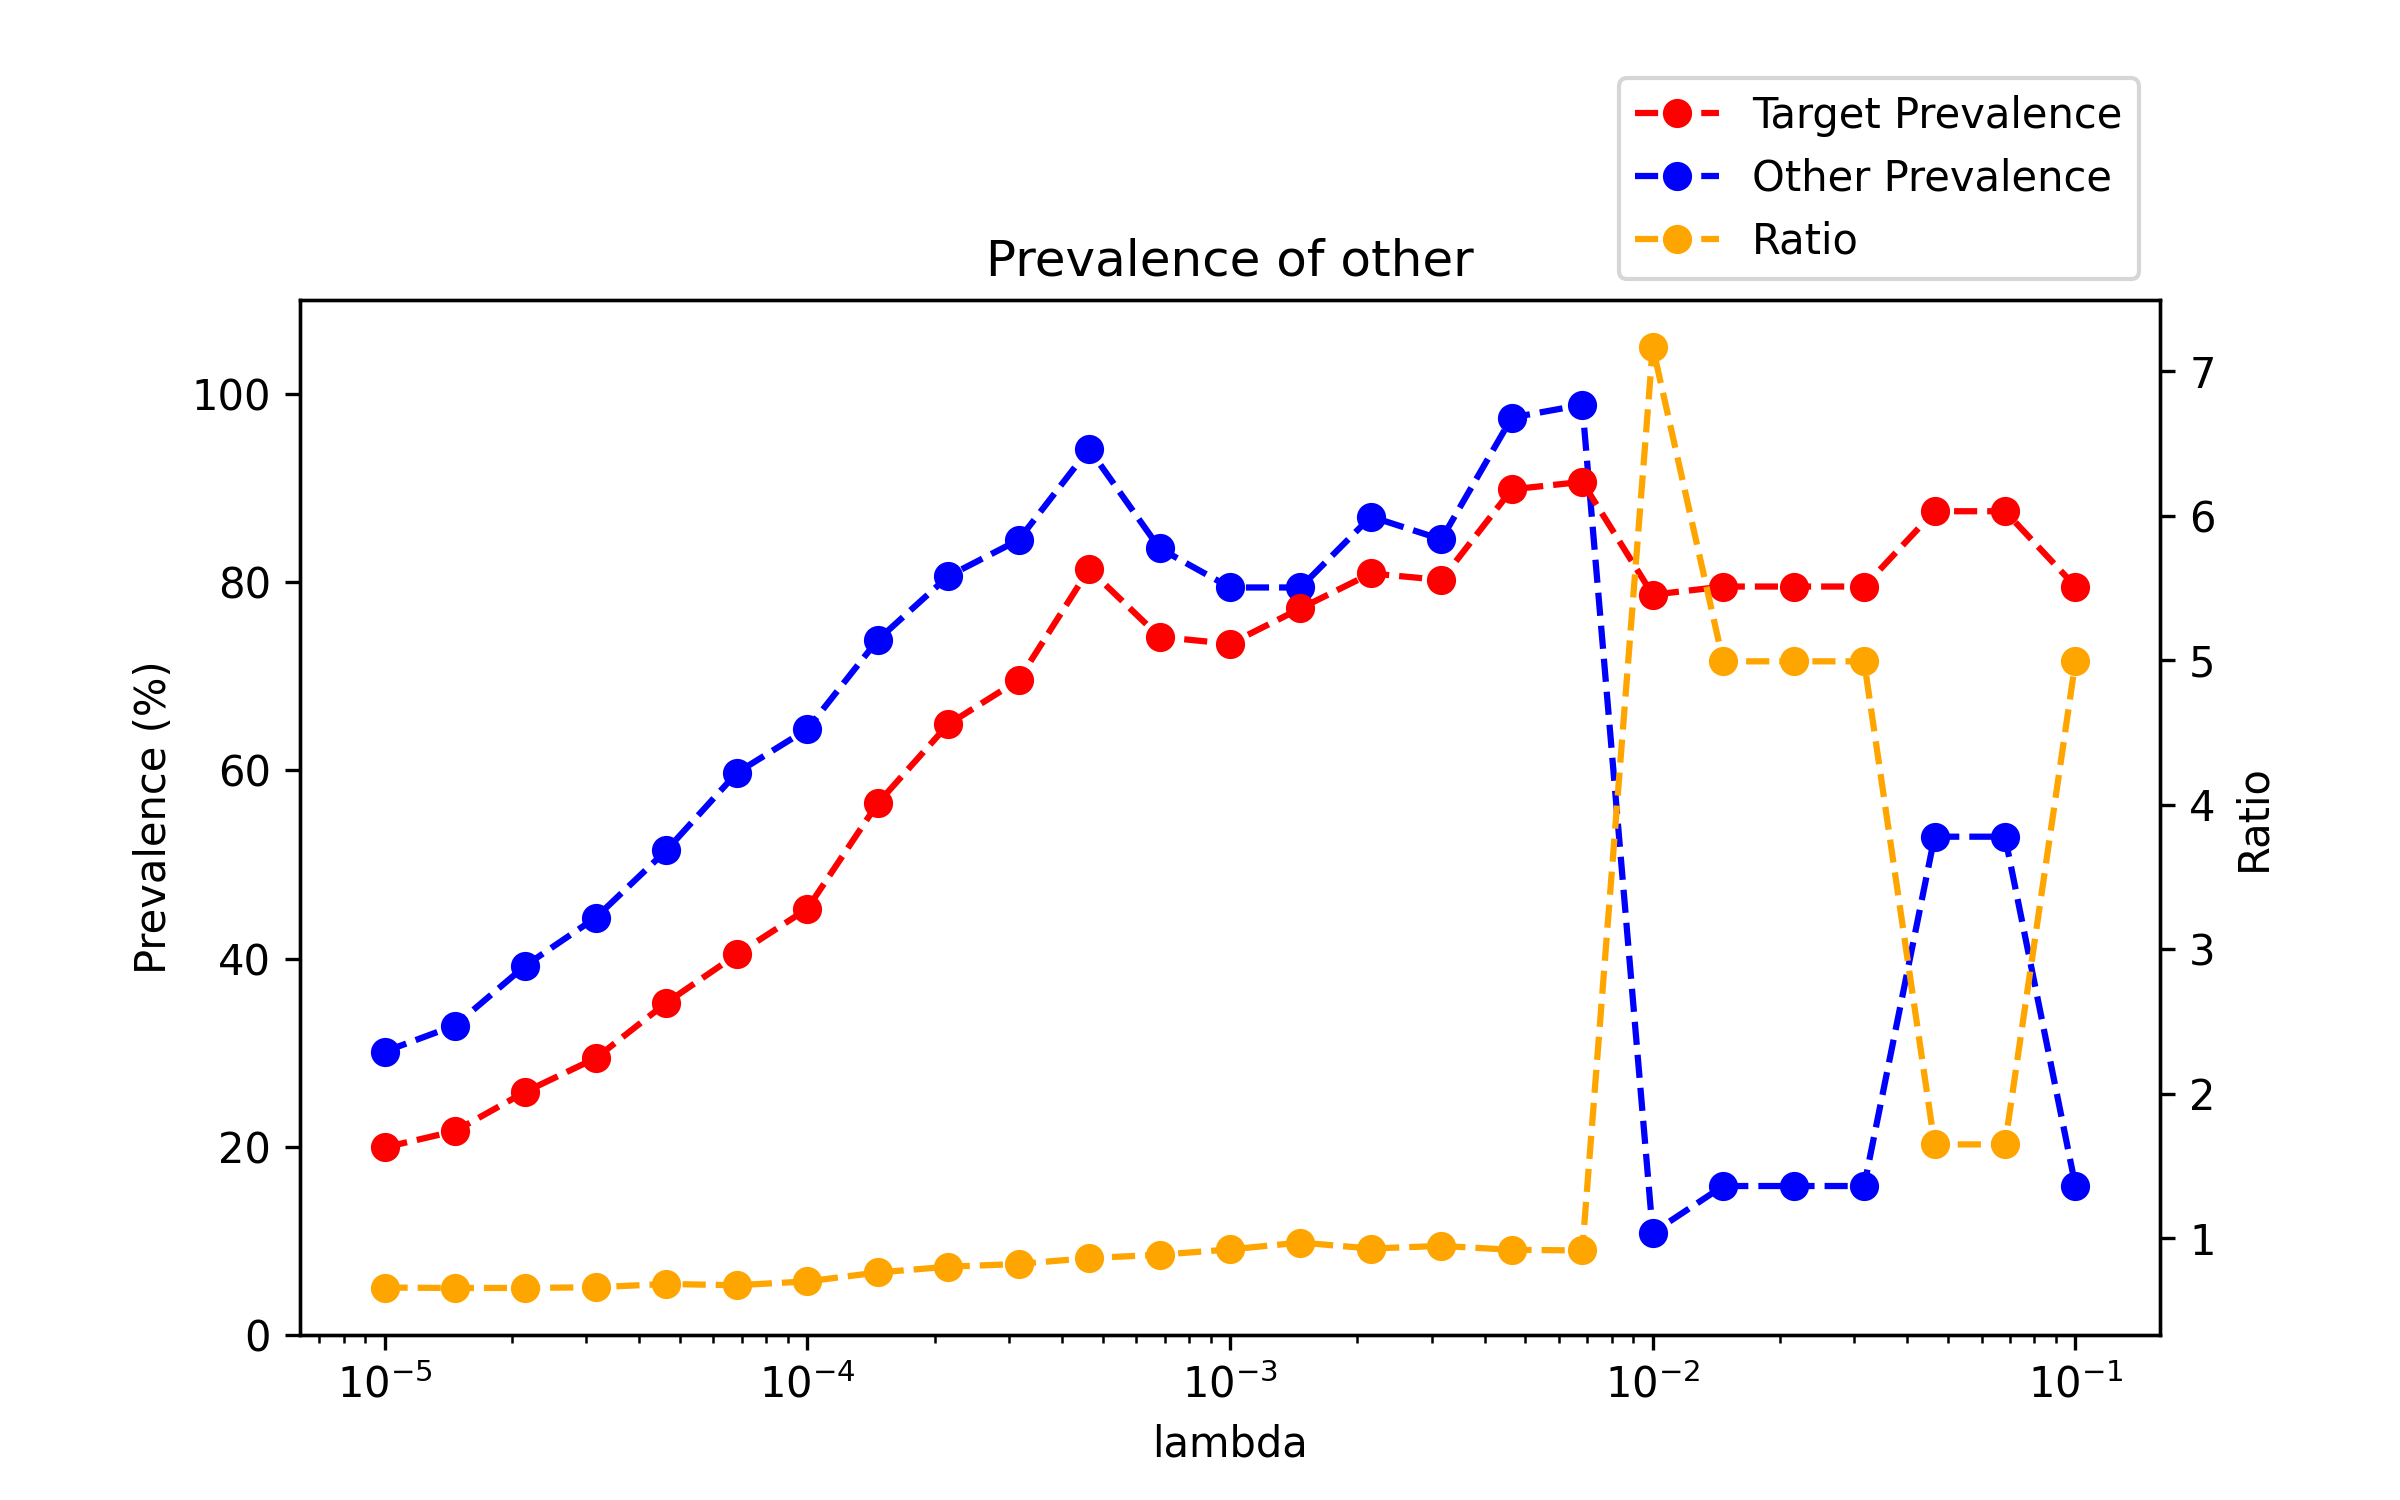 Target Prevalence
Other Prevalence
Ratio
Prevalence of other
100
80
60
40
20
0
Prevalence (%)
7
6
5
4
3
2
1
Ratio
10⁻⁵ 10⁻⁴ 10⁻³ 10⁻² 10⁻¹
lambda